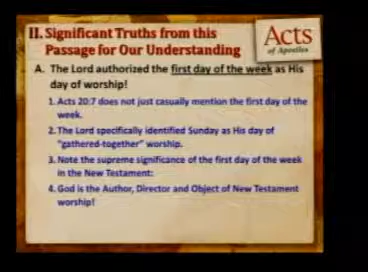 II. Significant Truths from this
Passage for Our Understanding
Acts
of Apostles
A. The Lord authorized the first day of the week as His
day of worship!
1. Acts 20:7 does not just casually mention the first day of the
week.
2. The Lord specifically identified Sunday as His day of
"gathered-together" worship.
3. Note the supreme significance of the first day of the week
in the New Testament:
4. God is the Author, Director and Object of New Testament
worship!